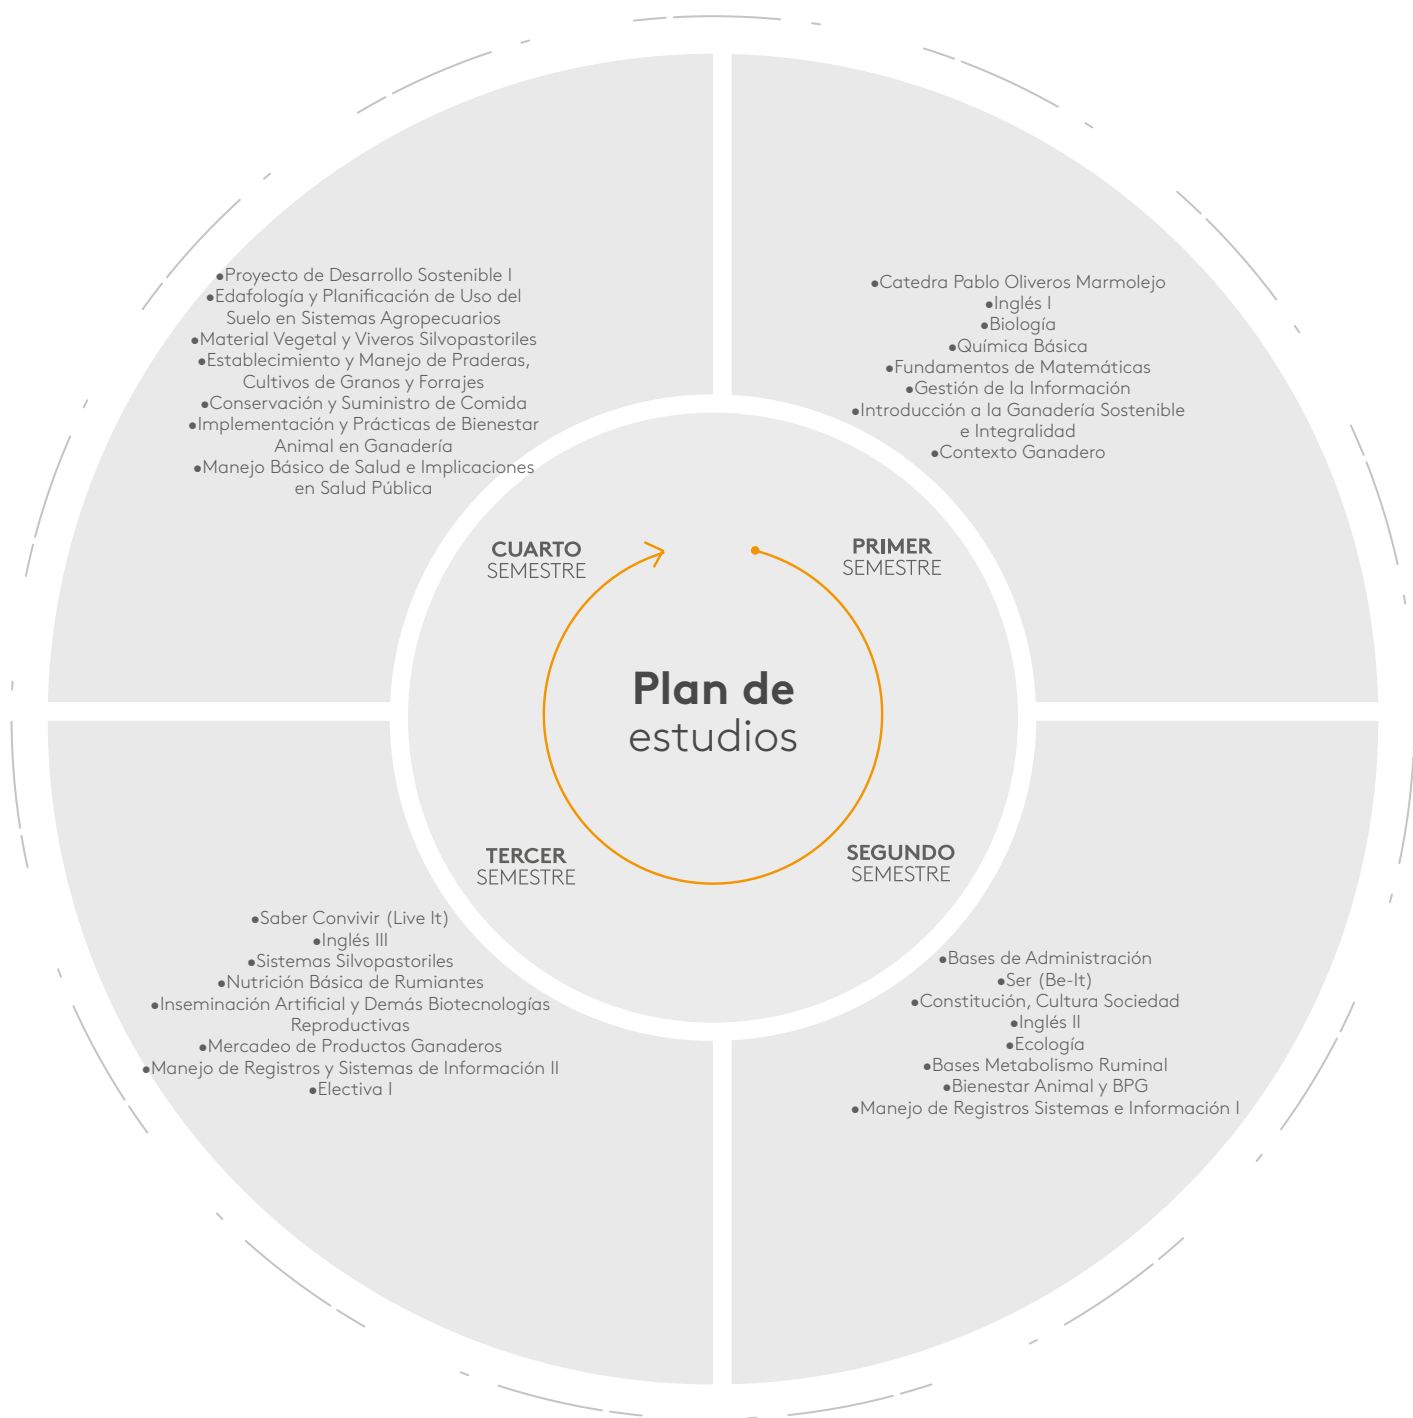 Plan de
estudios
PRIMER
SEMESTRE
●Catedra Pablo Oliveros Marmolejo
●Inglés I
●Biología
●Química Básica
●Fundamentos de Matemáticas
●Gestión de la Información
●Introducción a la Ganadería Sostenible
e Integralidad
●Contexto Ganadero
SEGUNDO
SEMESTRE
●Bases de Administración
●Ser (Be-It)
●Constitución, Cultura Sociedad
●Inglés II
●Ecología
●Bases Metabolismo Ruminal
●Bienestar Animal y BPG
●Manejo de Registros Sistemas e Información I
TERCER
SEMESTRE
●Saber Convivir (Live It)
●Inglés III
●Sistemas Silvopastoriles
●Nutrición Básica de Rumiantes
●Inseminación Artificial y Demás Biotecnologías
Reproductivas
●Mercadeo de Productos Ganaderos
●Manejo de Registros y Sistemas de Información II
●Electiva I
CUARTO
SEMESTRE
●Proyecto de Desarrollo Sostenible I
●Edafología y Planificación de Uso del
Suelo en Sistemas Agropecuarios
●Material Vegetal y Viveros Silvopastoriles
●Establecimiento y Manejo de Praderas,
Cultivos de Granos y Forrajes
●Conservación y Suministro de Comida
●Implementación y Prácticas de Bienestar
Animal en Ganadería
●Manejo Básico de Salud e Implicaciones
en Salud Pública